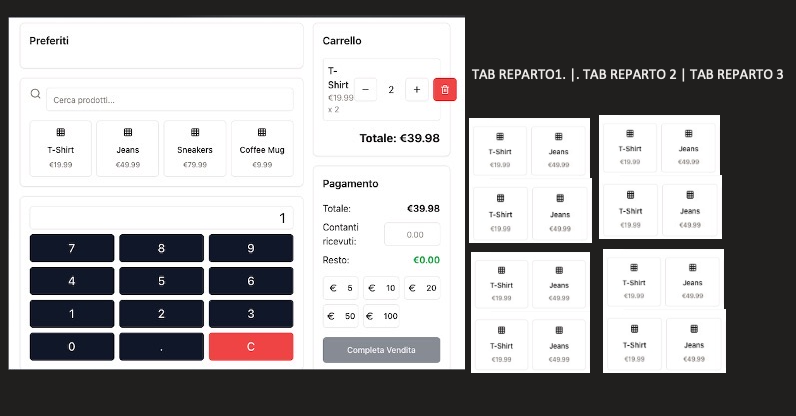 Preferiti
Cerca prodotti...
T-Shirt
€19.99
Jeans
€49.99
Sneakers
€79.99
Coffee Mug
€9.99
1
7
8
9
4
5
6
1
2
3
0
.
C
Carrello
T-
Shirt
€19.99
x 2
−
2
+
Totale: €39.98
Pagamento
Totale: €39.98
Contanti
ricevuti:
0.00
Resto: €0.00
€ 5
€ 10
€ 20
€ 50
€ 100
Completa Vendita
TAB REPARTO1. |. TAB REPARTO 2 | TAB REPARTO 3
T-Shirt
€19.99
Jeans
€49.99
T-Shirt
€19.99
Jeans
€49.99
T-Shirt
€19.99
Jeans
€49.99
T-Shirt
€19.99
Jeans
€49.99
T-Shirt
€19.99
Jeans
€49.99
T-Shirt
€19.99
Jeans
€49.99
T-Shirt
€19.99
Jeans
€49.99
T-Shirt
€19.99
Jeans
€49.99